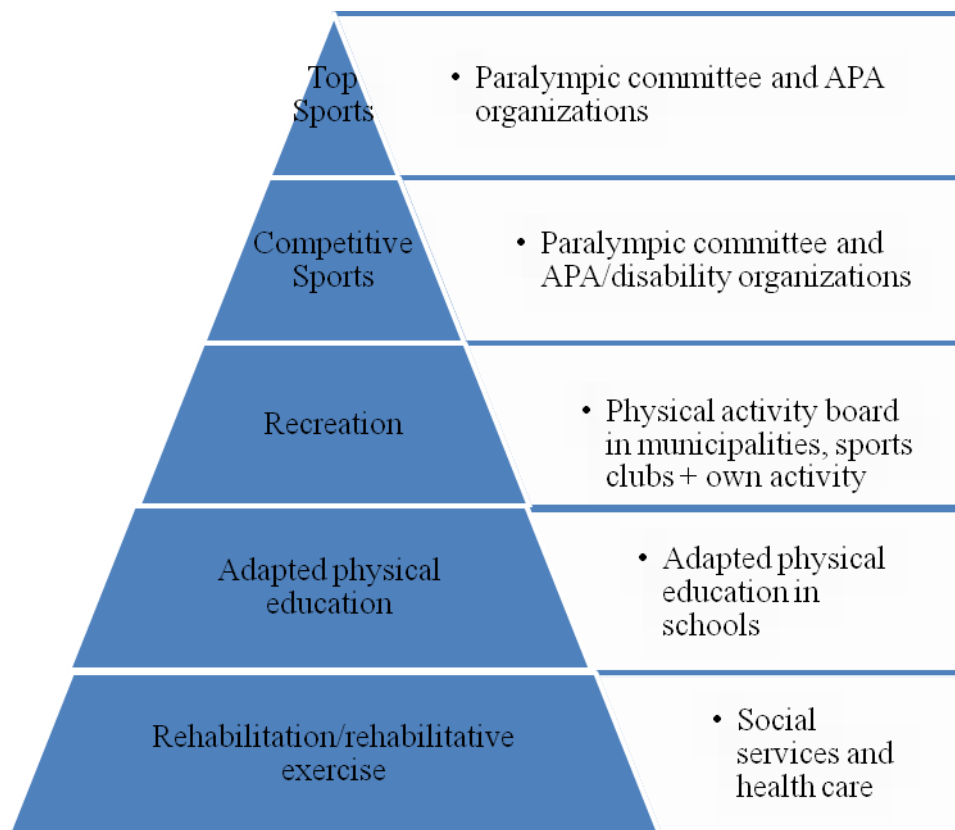 Top
Sports
• Paralympic committee and APA
organizations
Competitive
Sports
• Paralympic committee and
APA/disability organizations
Recreation
• Physical activity board
in municipalities, sports
clubs + own activity
Adapted physical
education
• Adapted physical
education in
schools
Rehabilitation/rehabilitative
exercise
• Social
services and
health care